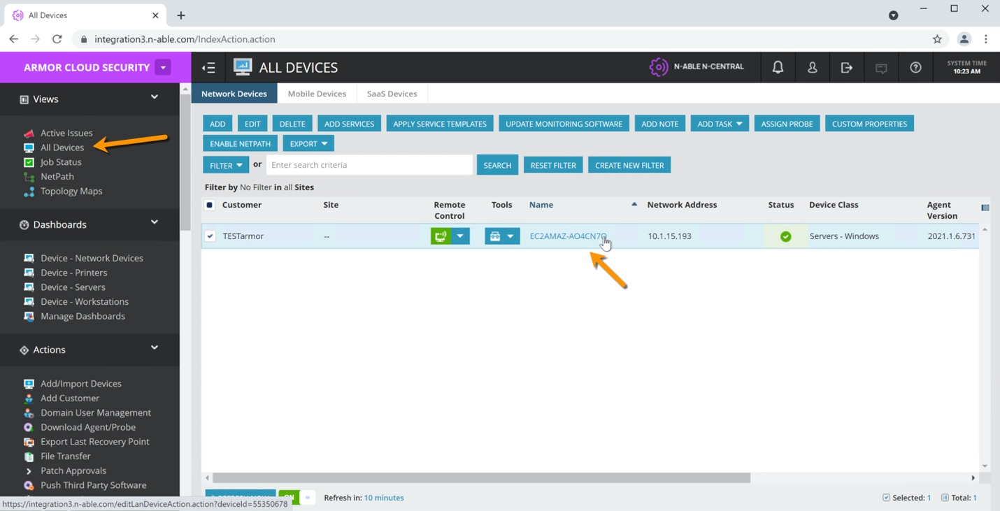 All Devices
integration3.n-able.com/IndexAction.action
ARMOR CLOUD SECURITY
ALL DEVICES
N-ABLE N-CENTRAL
SYSTEM TIME
10:23 AM
Views
Active Issues
All Devices
Job Status
NetPath
Topology Maps
Dashboards
Device - Network Devices
Device - Printers
Device - Servers
Device - Workstations
Manage Dashboards
Actions
Add/Import Devices
Add Customer
Domain User Management
Download Agent/Probe
Export Last Recovery Point
File Transfer
Patch Approvals
Push Third Party Software
Network Devices Mobile Devices SaaS Devices
ADD EDIT DELETE ADD SERVICES APPLY SERVICE TEMPLATES UPDATE MONITORING SOFTWARE ADD NOTE ADD TASK ASSIGN PROBE CUSTOM PROPERTIES
ENABLE NETPATH EXPORT
FILTER or Enter search criteria SEARCH RESET FILTER CREATE NEW FILTER
Filter by No Filter in all Sites
Customer Site Remote Control Tools Name Network Address Status Device Class Agent Version
TESTarmor -- EC2AMAZ-AO4CN7O 10.1.15.193 Servers - Windows 2021.1.6.731
ON Refresh in: 10 minutes Selected: 1 Total: 1
https://integration3.n-able.com/editLanDeviceAction.action?deviceId=55350678